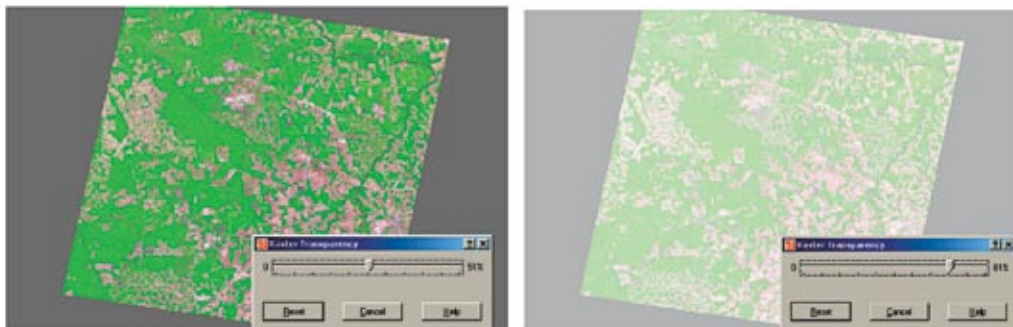 Raster Transparency
0 51%
Reset Cancel Help
Raster Transparency
0 81%
Reset Cancel Help